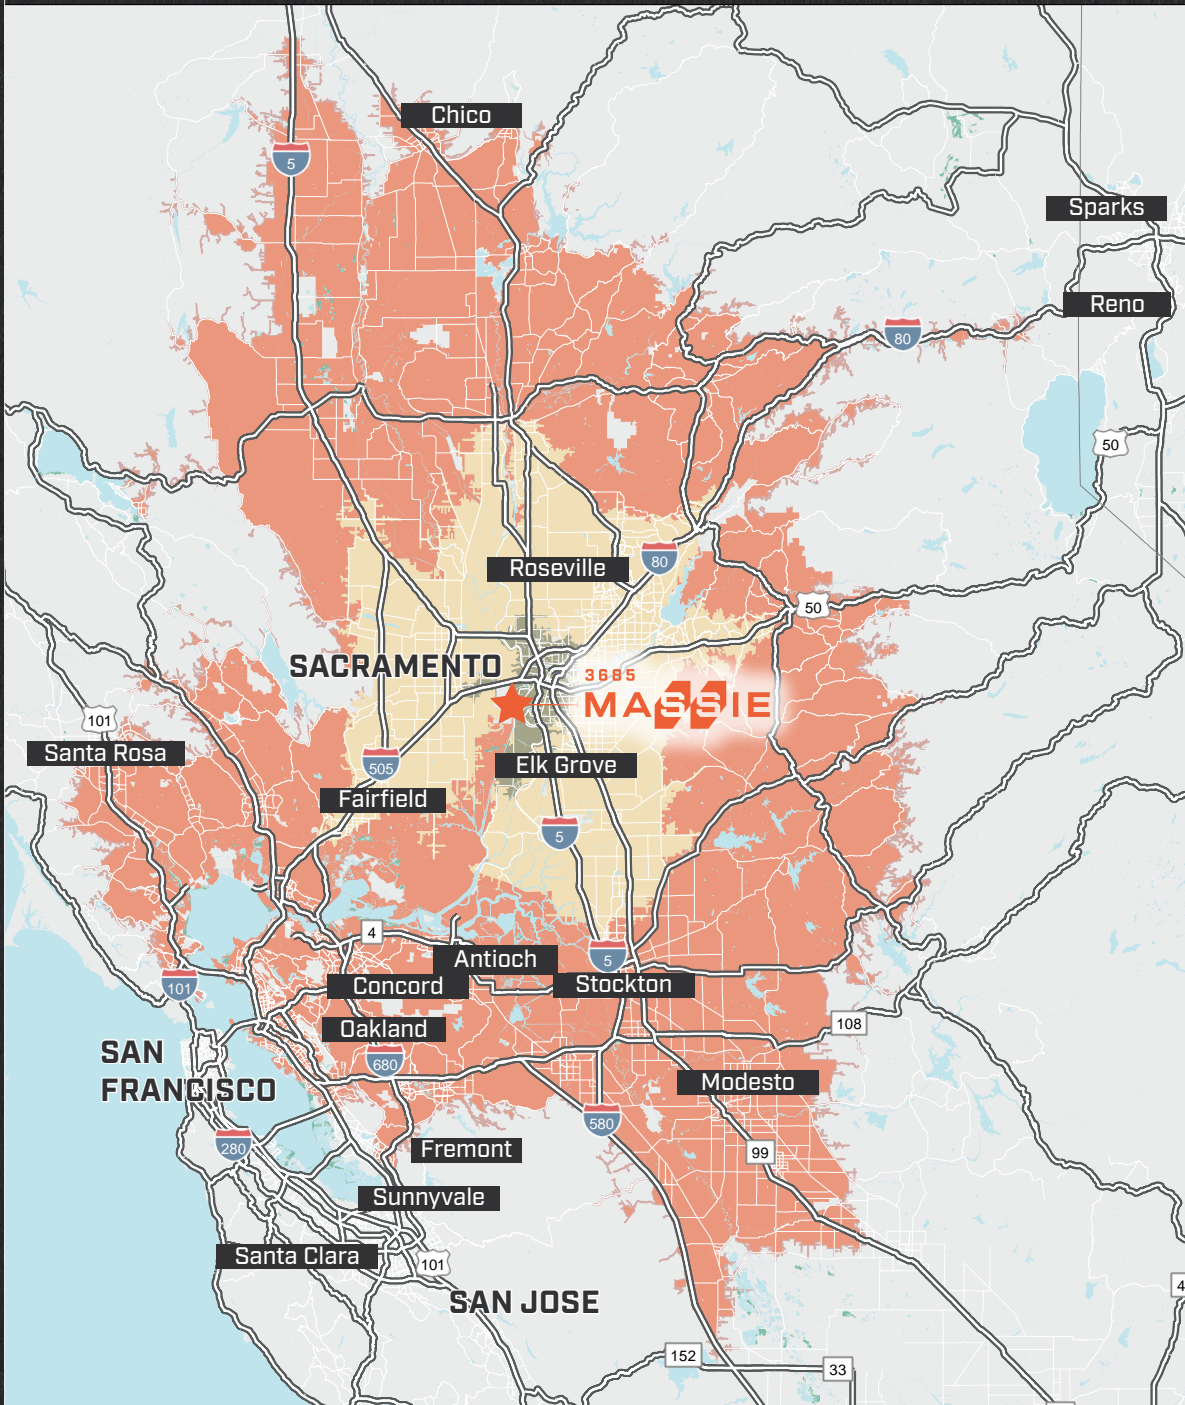 Chico
5
Sparks
Reno
80
50
Roseville
80
50
SACRAMENTO
3685
MASSIE
101
Santa Rosa
505
Elk Grove
Fairfield
5
4
Antioch
5
Concord
Stockton
101
Oakland
108
SAN
FRANCISCO
680
Modesto
580
280
Fremont
99
Sunnyvale
Santa Clara
101
SAN JOSE
4
152
33